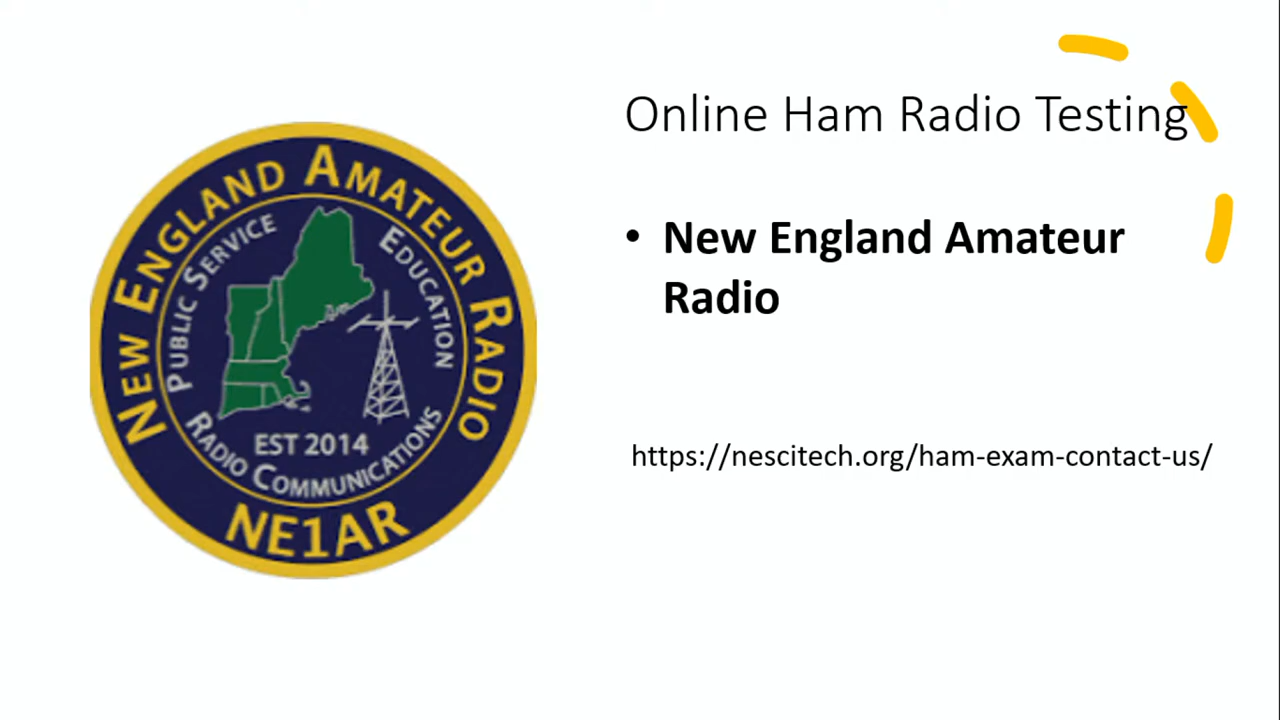 NEW ENGLAND AMATEUR RADIO
PUBLIC SERVICE
EDUCATION
RADIO COMMUNICATIONS
EST 2014
NE1AR
Online Ham Radio Testing
• New England Amateur
Radio
https://nescitech.org/ham-exam-contact-us/